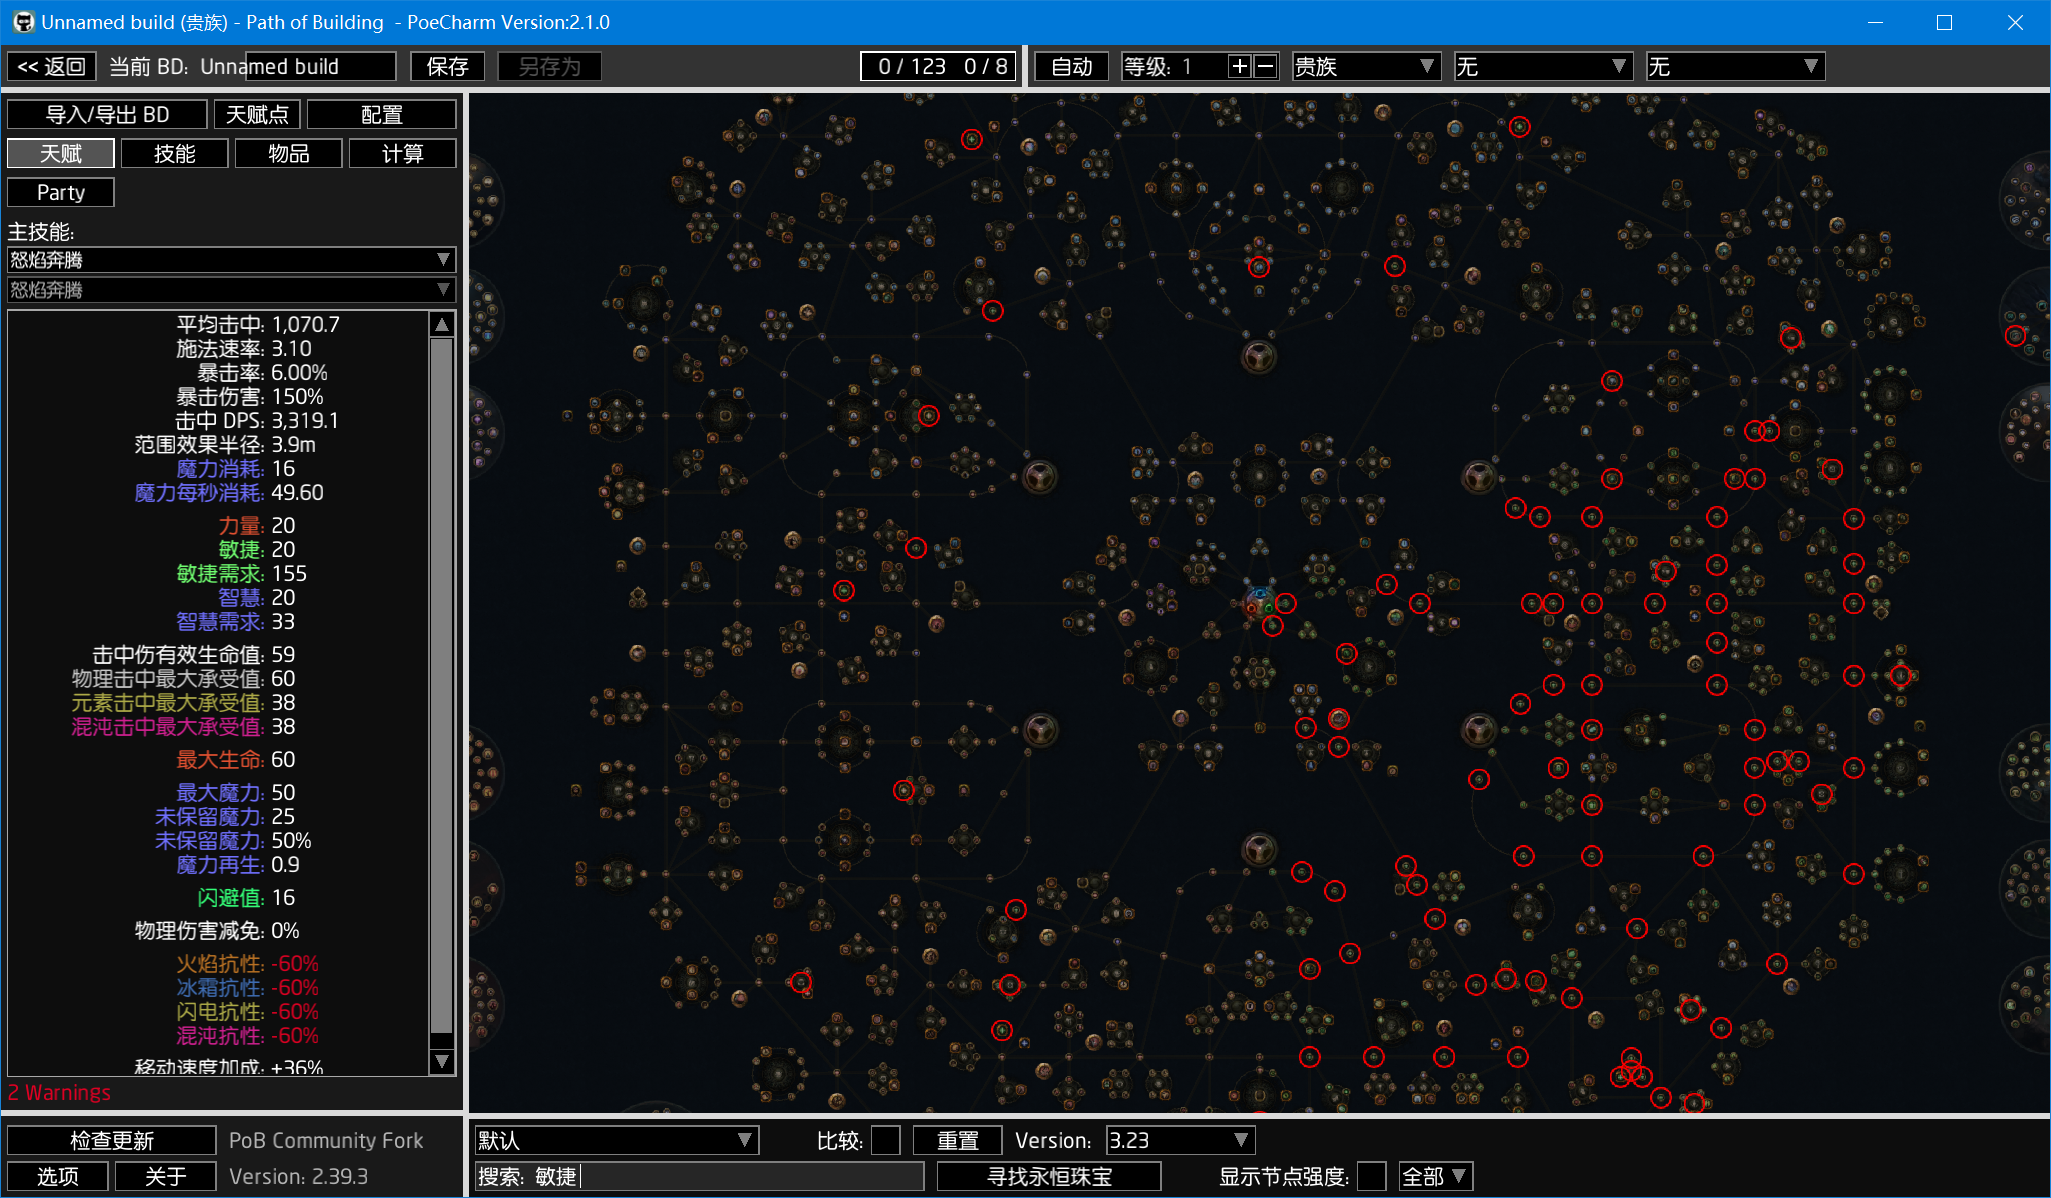 Unnamed build (贵族) - Path of Building - PoeCharm Version:2.1.0
<< 返回 当前 BD: Unnamed build 保存 另存为 0 / 123 0 / 8 自动 等级: 1 + − 贵族 无 无
导入/导出 BD 天赋点 配置
天赋 技能 物品 计算
Party
主技能:
怒焰奔腾
怒焰奔腾
平均击中: 1,070.7
施法速率: 3.10
暴击率: 6.00%
暴击伤害: 150%
击中 DPS: 3,319.1
范围效果半径: 3.9m
魔力消耗: 16
魔力每秒消耗: 49.60
力量: 20
敏捷: 20
敏捷需求: 155
智慧: 20
智慧需求: 33
击中伤有效生命值: 59
物理击中最大承受值: 60
元素击中最大承受值: 38
混沌击中最大承受值: 38
最大生命: 60
最大魔力: 50
未保留魔力: 25
未保留魔力: 50%
魔力再生: 0.9
闪避值: 16
物理伤害减免: 0%
火焰抗性: -60%
冰霜抗性: -60%
闪电抗性: -60%
混沌抗性: -60%
移动速度加成: +36%
2 Warnings
检查更新 PoB Community Fork
选项 关于 Version: 2.39.3
默认 比较: 重置 Version: 3.23
搜索: 敏捷 寻找永恒珠宝 显示节点强度: 全部